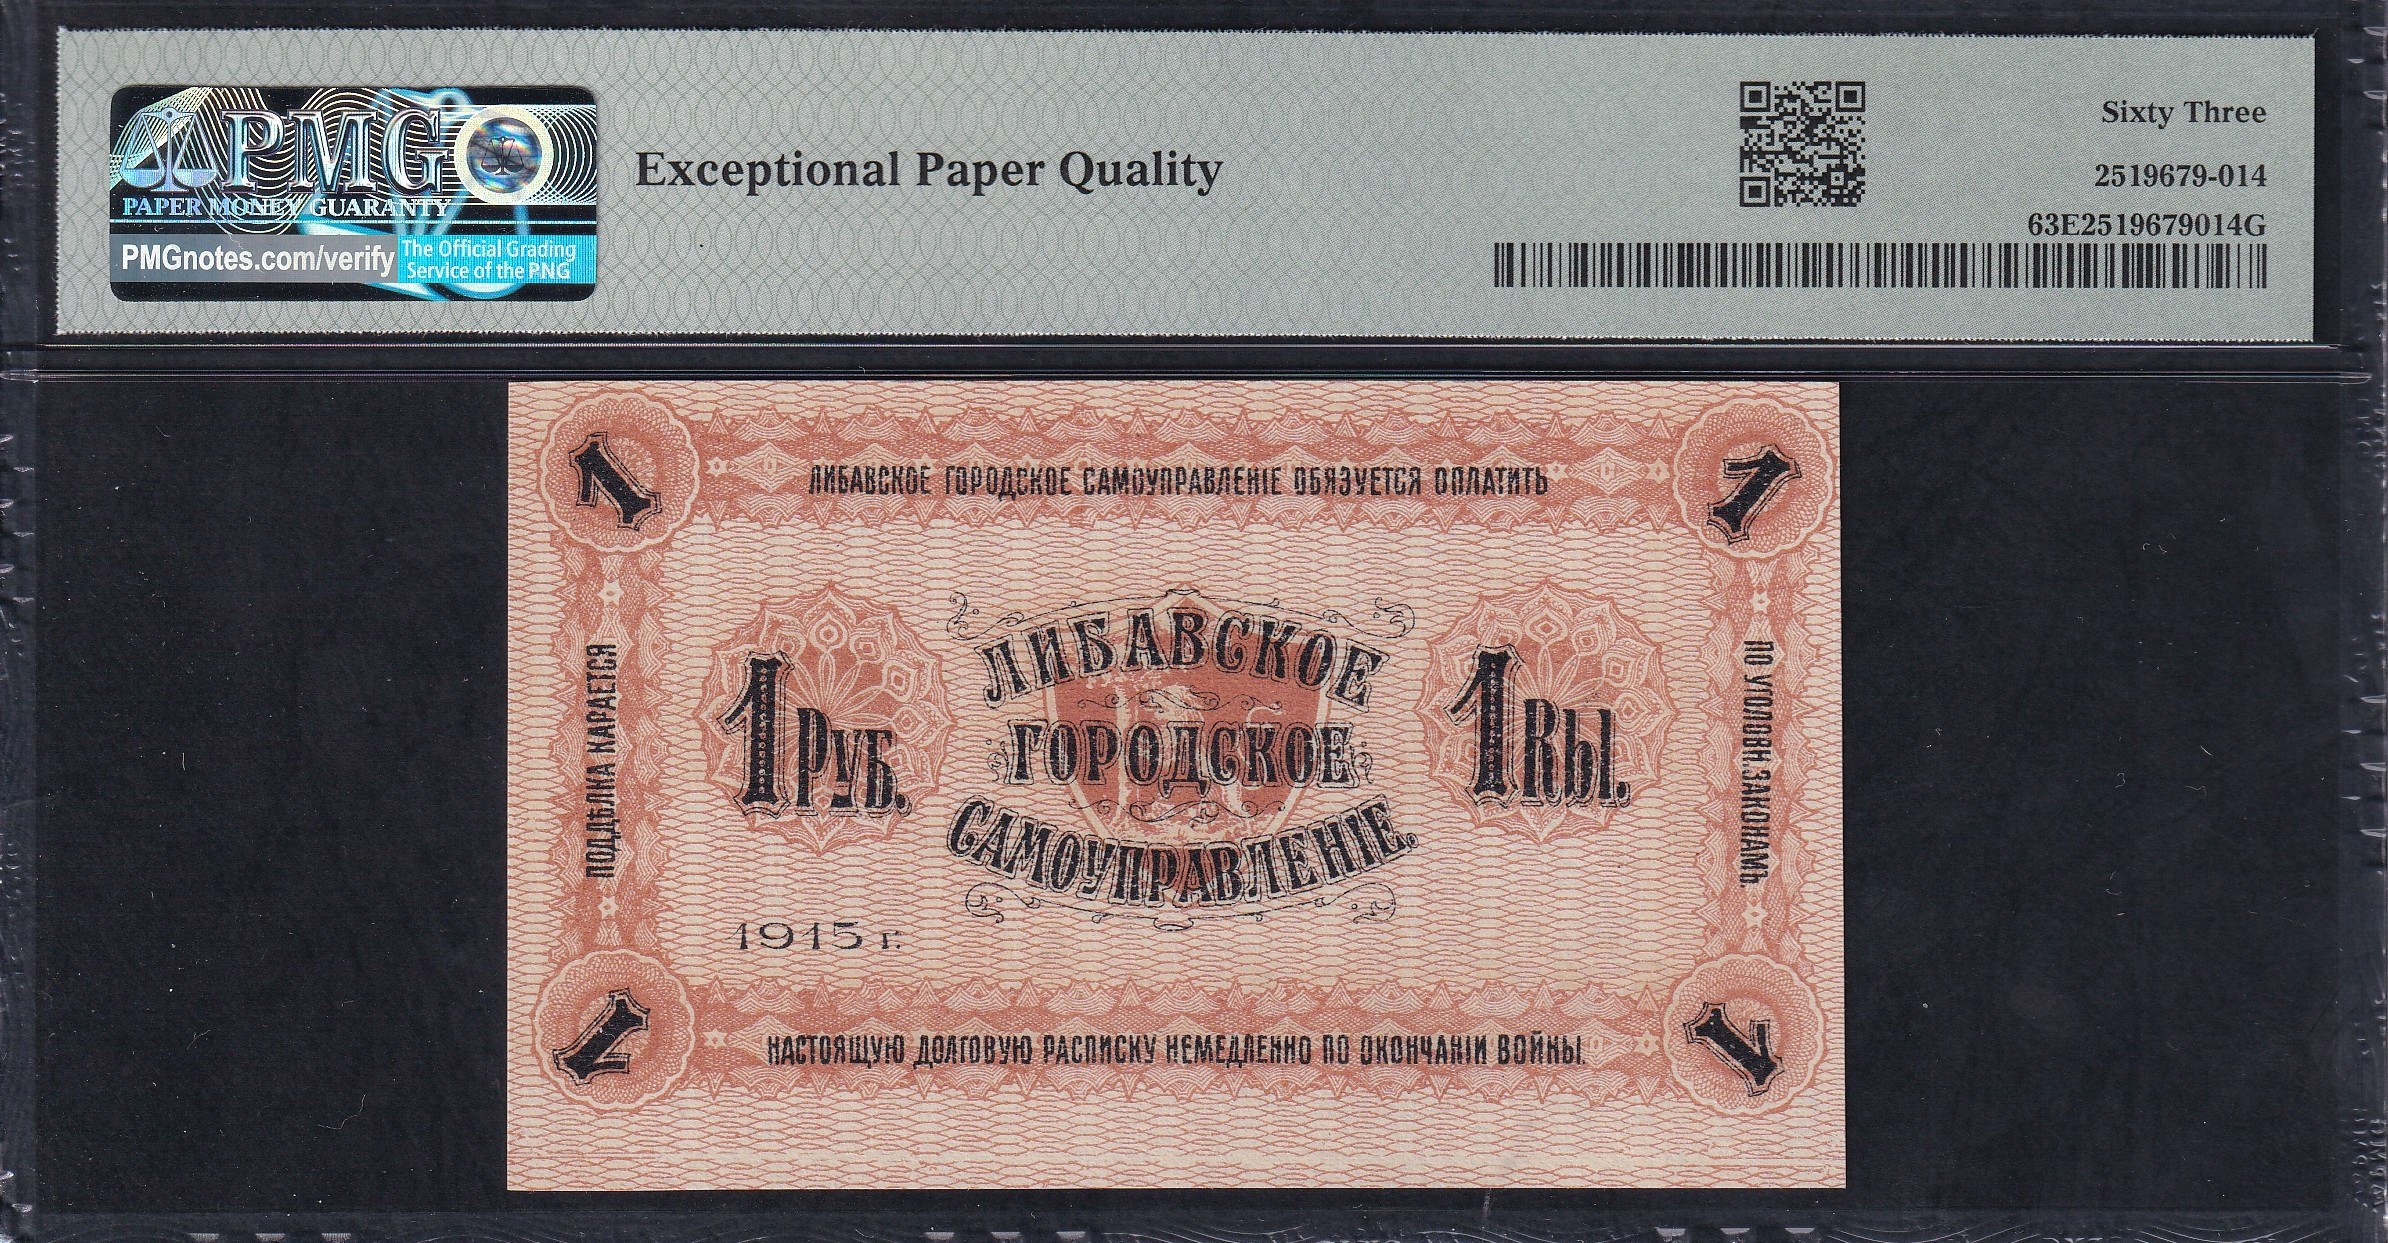 PMG
PAPER MONEY GUARANTY
PMGnotes.com/verify
The Official Grading
Service of the PNG
Exceptional Paper Quality
Sixty Three
2519679-014
63E2519679014G
1
1
ЛИБАВСКОЕ ГОРОДСКОЕ САМОУПРАВЛЕНІЕ ОБЯЗУЕТСЯ ОПЛАТИТЬ
ПОДДѢЛКА КАРАЕТСЯ
1 РУБ.
ЛИБАВСКОЕ
ГОРОДСКОЕ
САМОУПРАВЛЕНІЕ.
1 Rbl.
ПО УГОЛОВН. ЗАКОНАМЪ.
1915 г.
1
1
НАСТОЯЩУЮ ДОЛГОВУЮ РАСПИСКУ НЕМЕДЛЕННО ПО ОКОНЧАНІИ ВОЙНЫ.